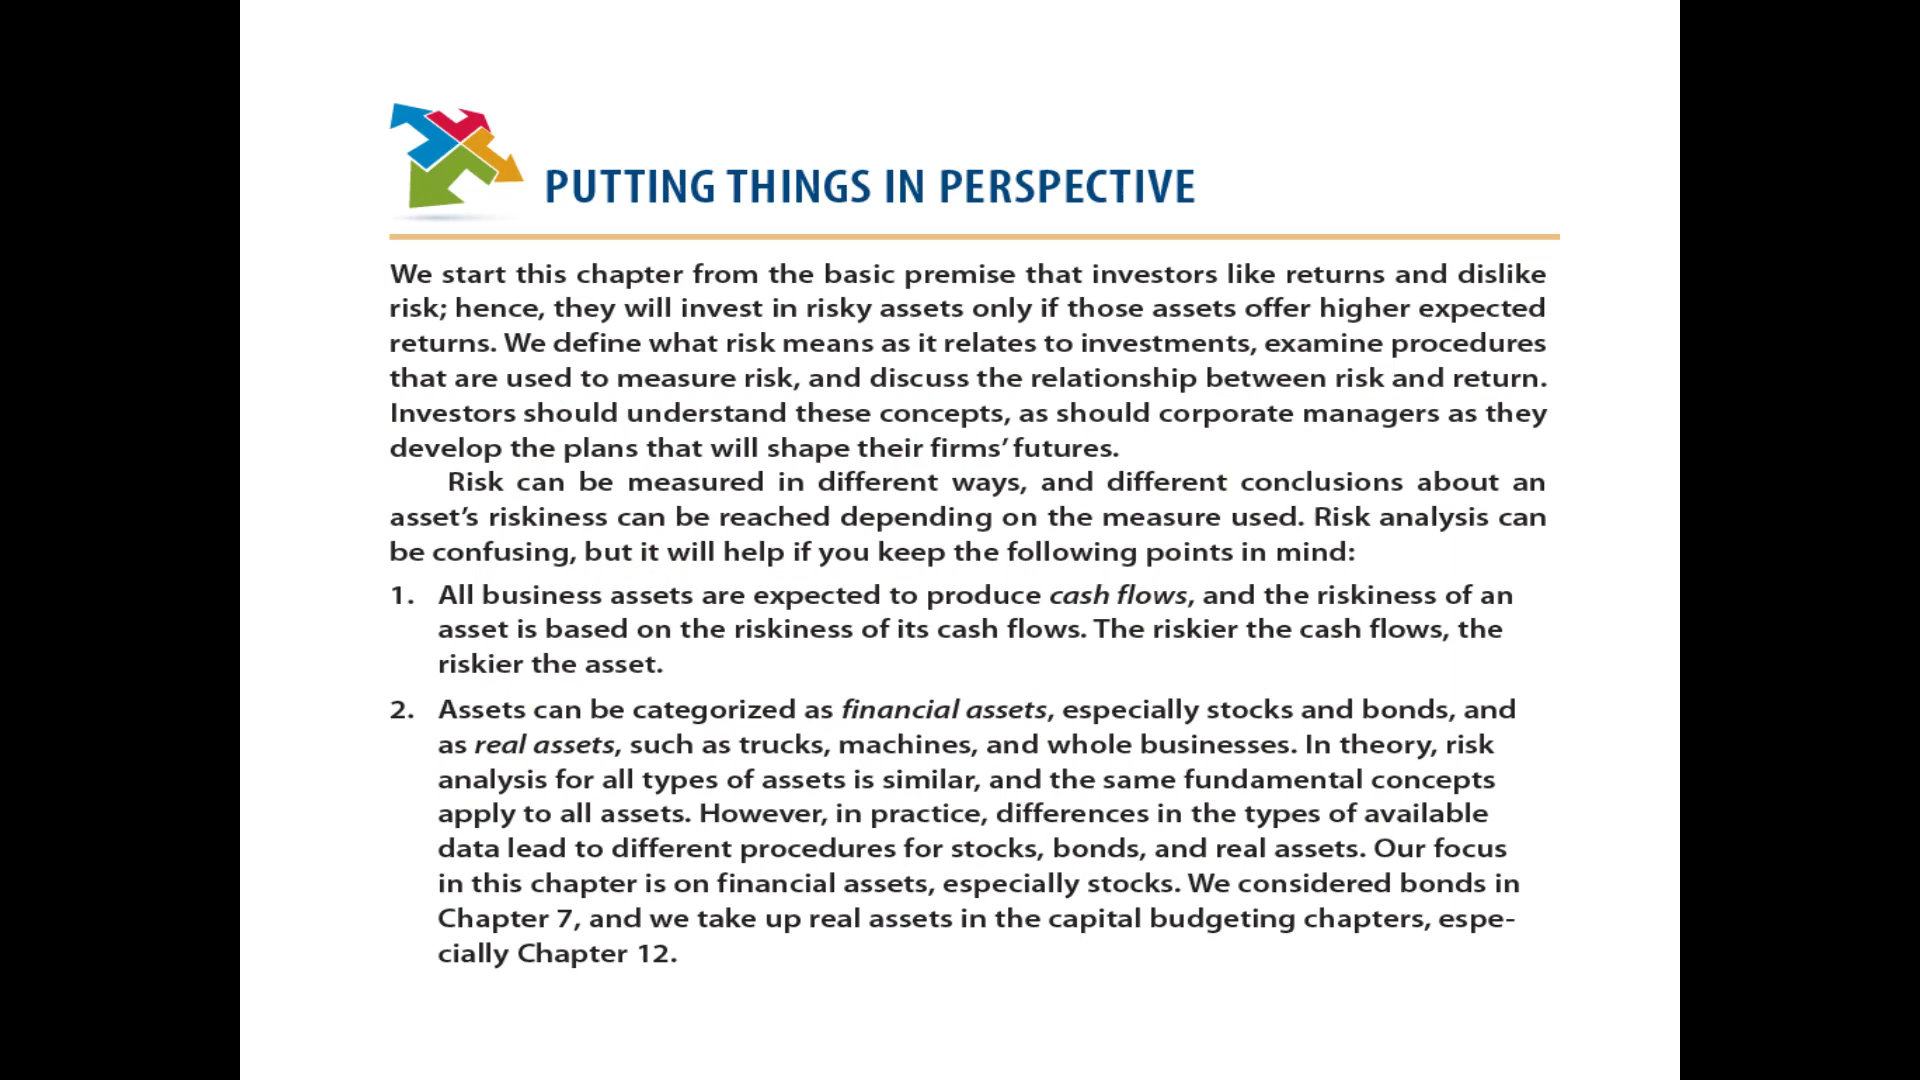 PUTTING THINGS IN PERSPECTIVE
We start this chapter from the basic premise that investors like returns and dislike
risk; hence, they will invest in risky assets only if those assets offer higher expected
returns. We define what risk means as it relates to investments, examine procedures
that are used to measure risk, and discuss the relationship between risk and return.
Investors should understand these concepts, as should corporate managers as they
develop the plans that will shape their firms’ futures.
Risk can be measured in different ways, and different conclusions about an
asset’s riskiness can be reached depending on the measure used. Risk analysis can
be confusing, but it will help if you keep the following points in mind:
1. All business assets are expected to produce cash flows, and the riskiness of an
asset is based on the riskiness of its cash flows. The riskier the cash flows, the
riskier the asset.
2. Assets can be categorized as financial assets, especially stocks and bonds, and
as real assets, such as trucks, machines, and whole businesses. In theory, risk
analysis for all types of assets is similar, and the same fundamental concepts
apply to all assets. However, in practice, differences in the types of available
data lead to different procedures for stocks, bonds, and real assets. Our focus
in this chapter is on financial assets, especially stocks. We considered bonds in
Chapter 7, and we take up real assets in the capital budgeting chapters, espe-
cially Chapter 12.